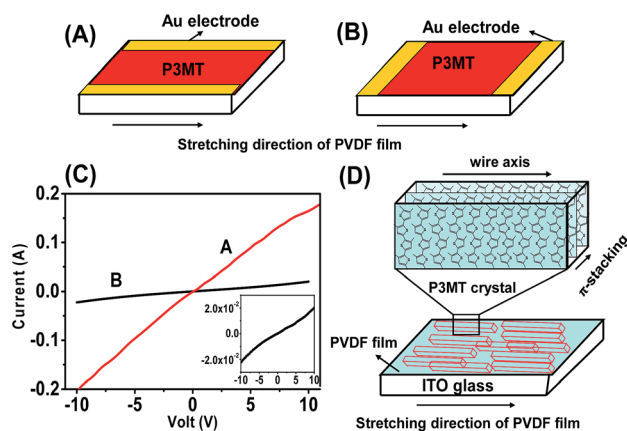 (A)
Au electrode
P3MT
(B)
Au electrode
P3MT
Stretching direction of PVDF film
(C)
Current (A)
0.2
0.1
0.0
-0.1
-0.2
A
B
2.0x10⁻²
0.0
-2.0x10⁻²
-10 -5 0 5 10
-10 -5 0 5 10
Volt (V)
(D)
wire axis
π-stacking
P3MT crystal
PVDF film
ITO glass
Stretching direction of PVDF film